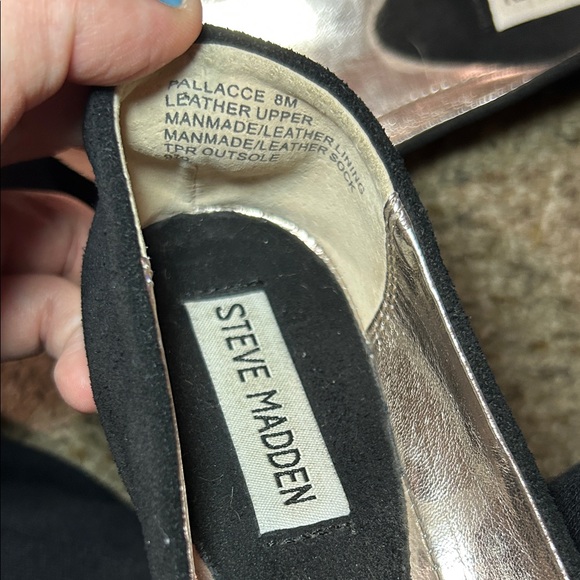 PALLACCE 8M
LEATHER UPPER
MANMADE/LEATHER LINING
MANMADE/LEATHER SOCK
TPR OUTSOLE
STEVE MADDEN